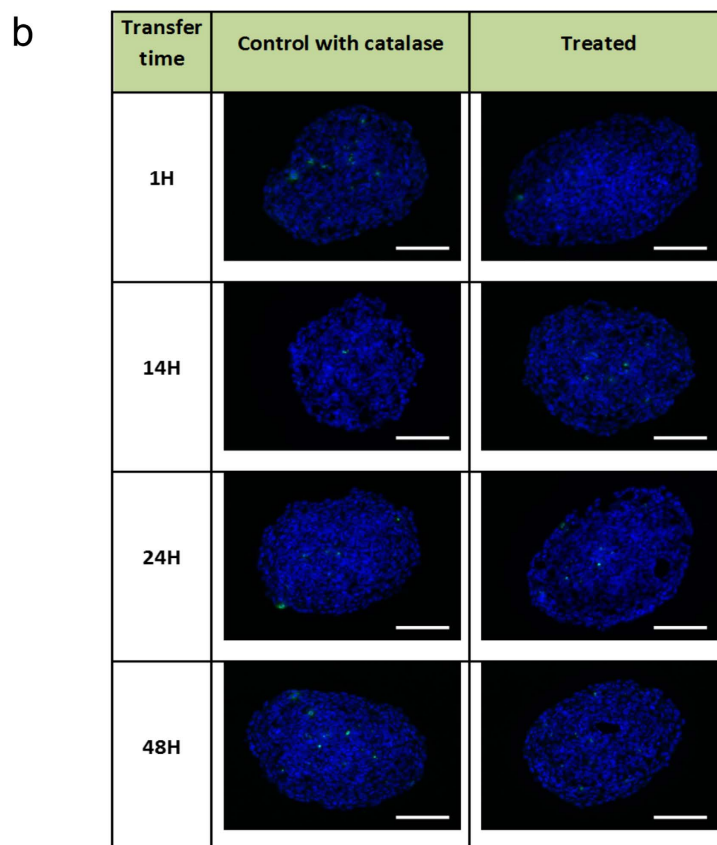 b
Transfer
time
Control with catalase
Treated
1H
14H
24H
48H